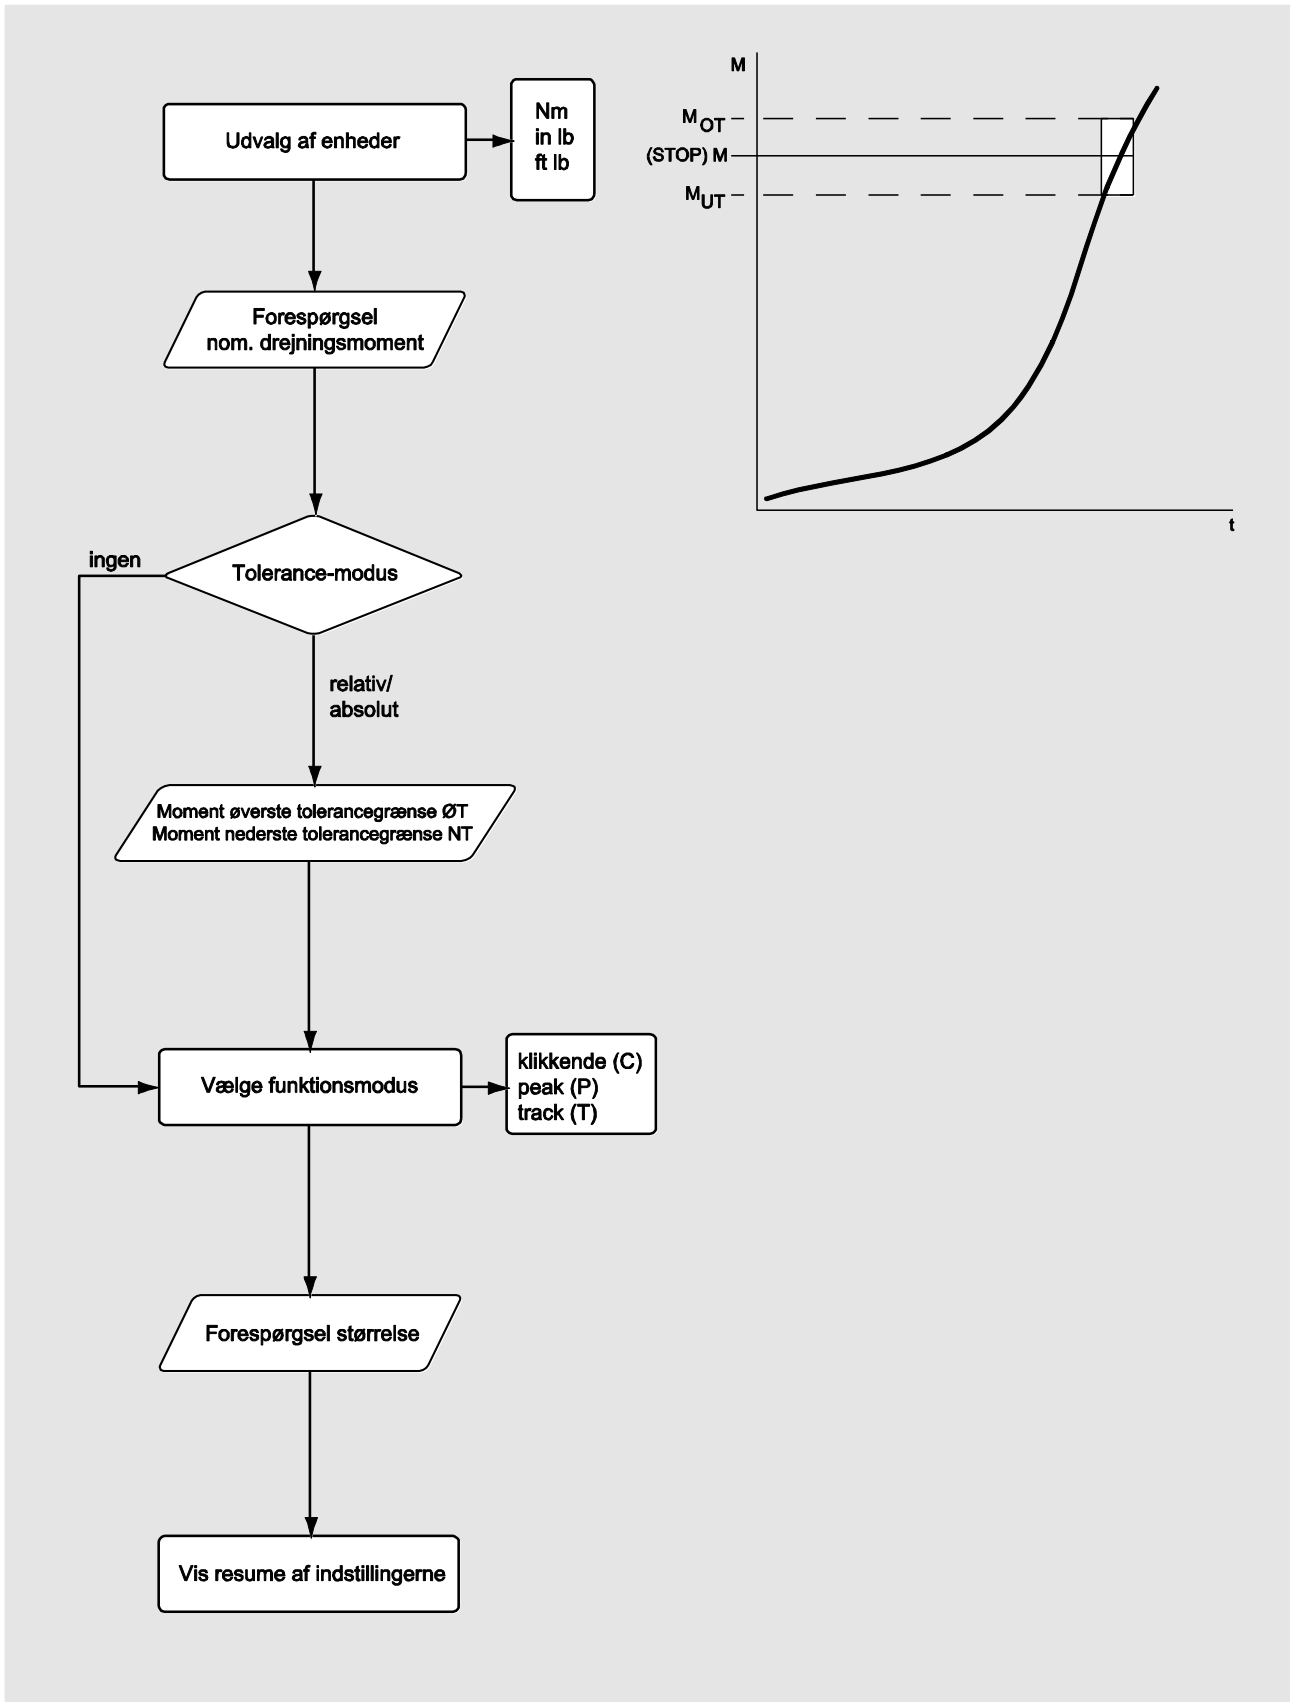 Udvalg af enheder
Nm
in lb
ft lb
Forespørgsel
nom. drejningsmoment
ingen
Tolerance-modus
relativ/
absolut
Moment øverste tolerancegrænse ØT
Moment nederste tolerancegrænse NT
Vælge funktionsmodus
klikkende (C)
peak (P)
track (T)
Forespørgsel størrelse
Vis resume af indstillingerne
M
MOT
(STOP) M
MUT
t